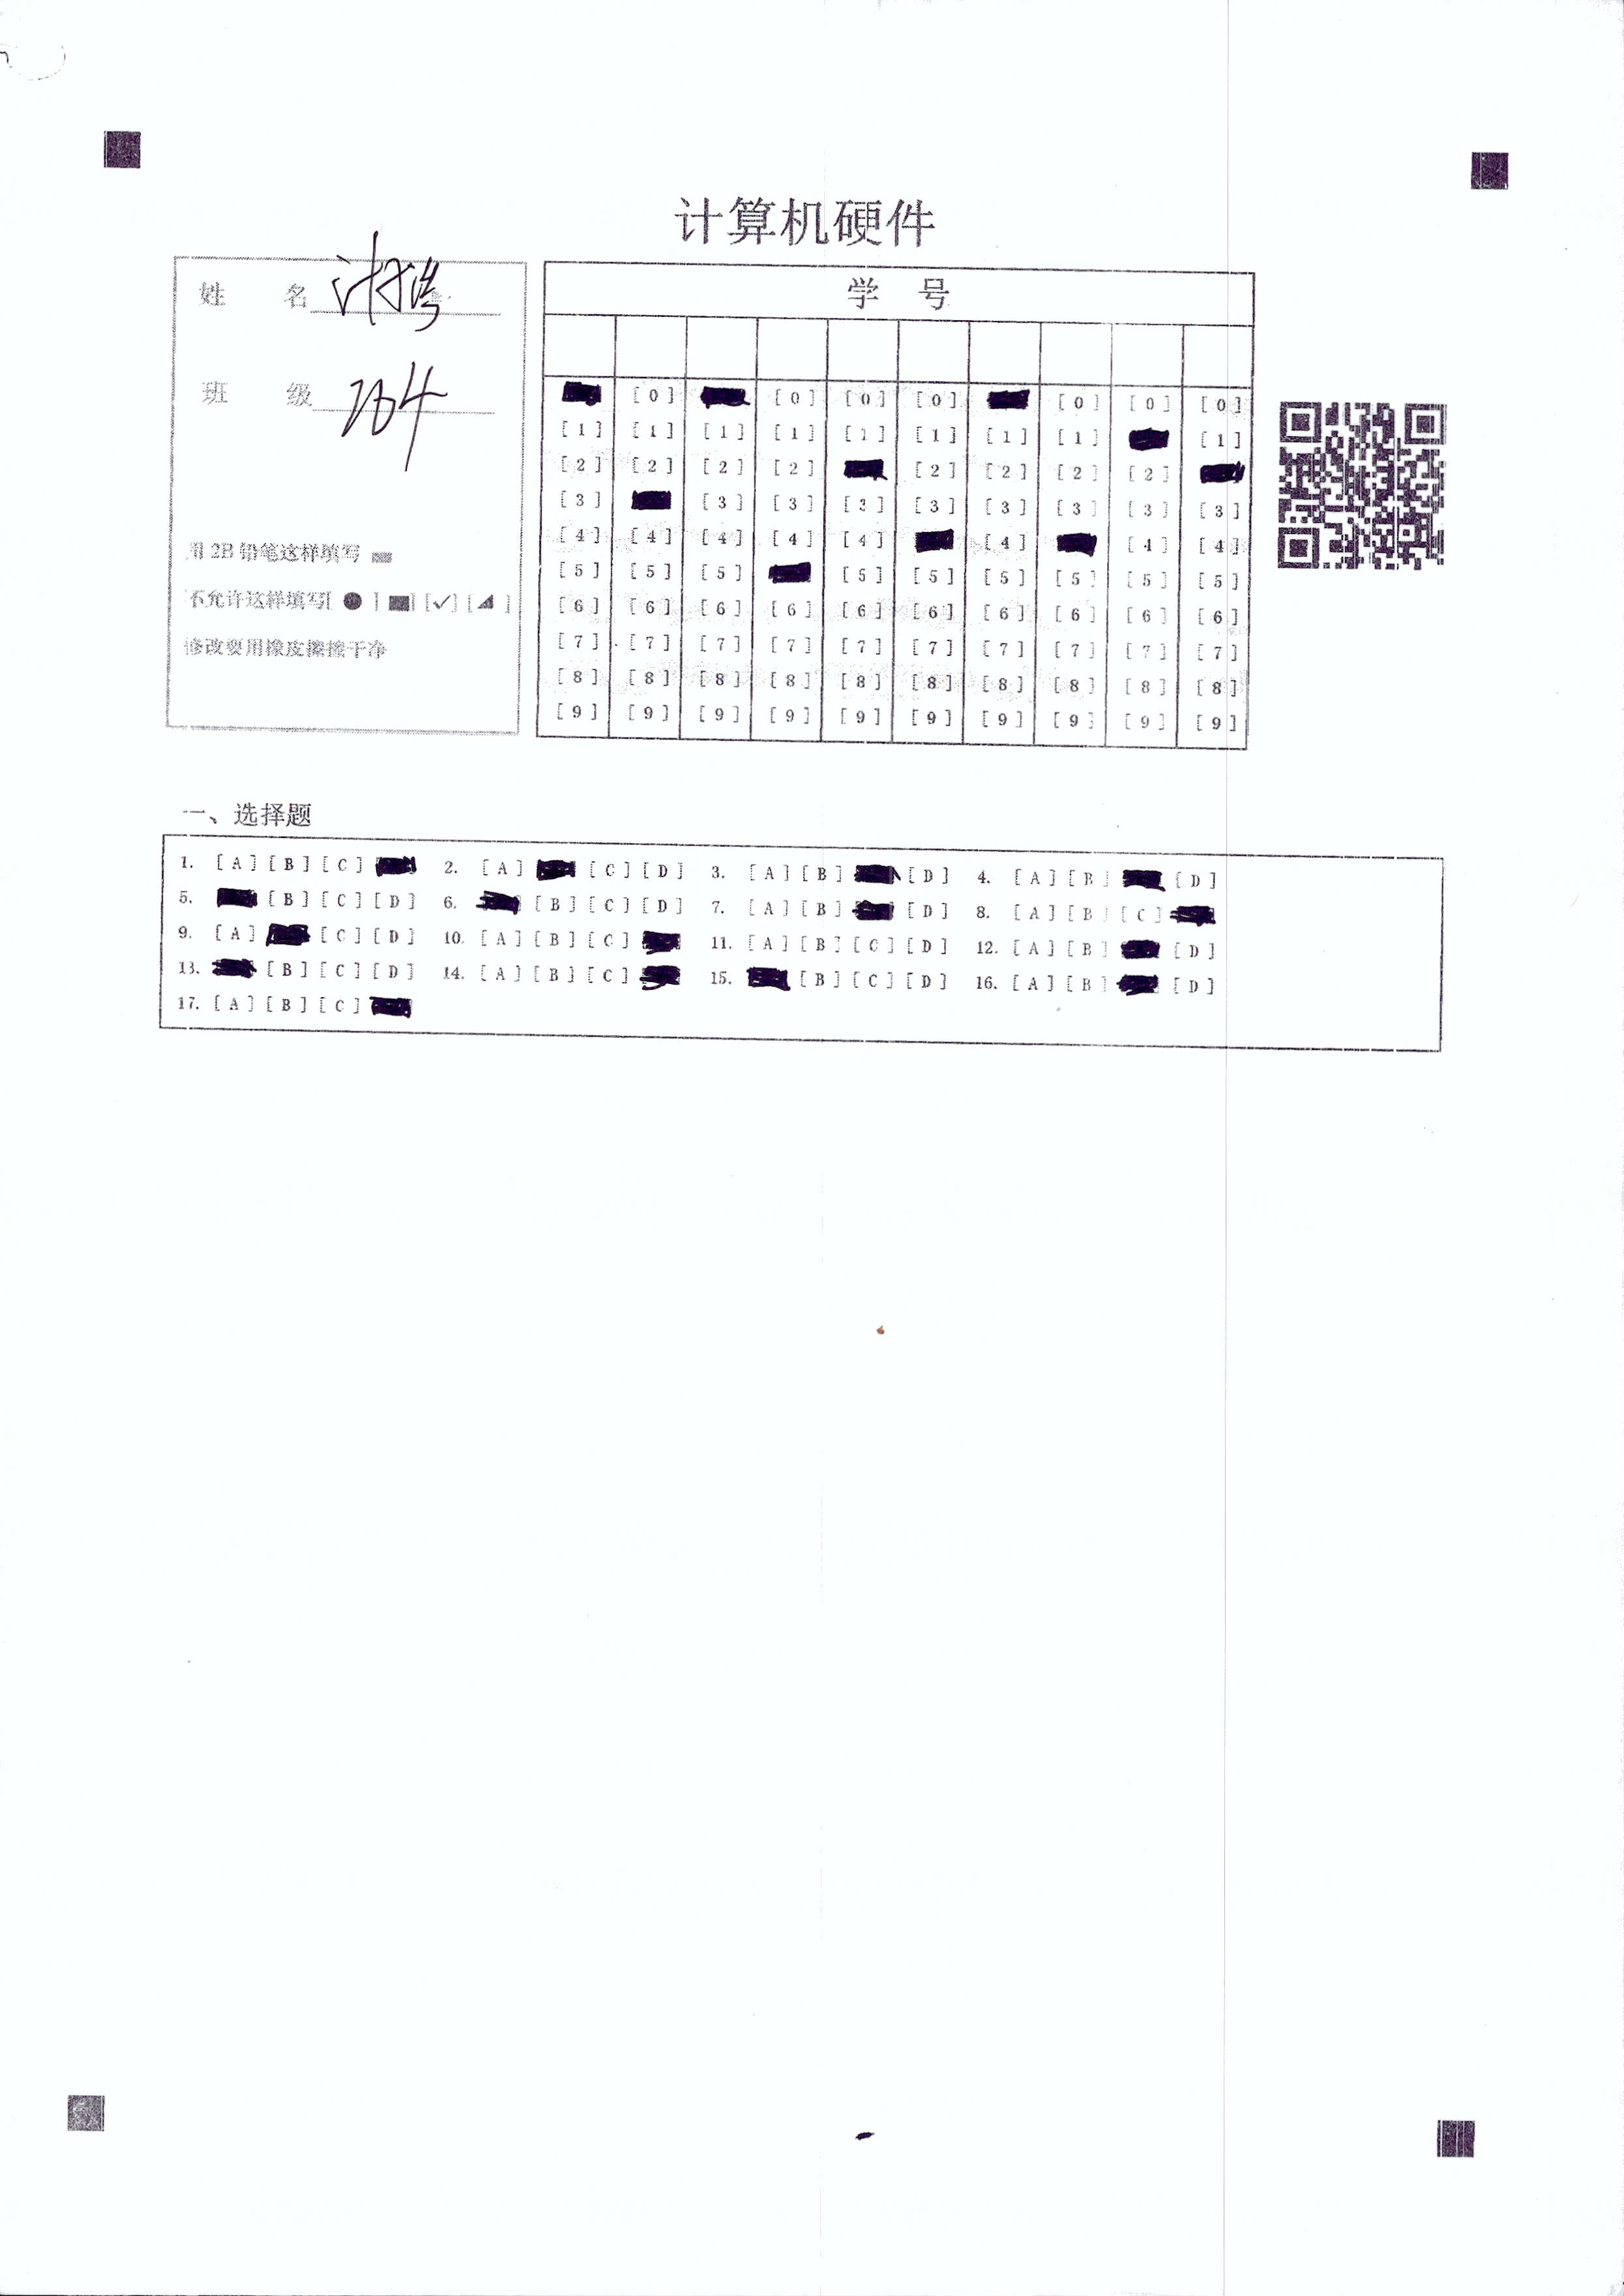 计算机硬件
姓 名
班 级 204
用 2B 铅笔这样填写
不允许这样填写[ ● ] [■] [✓] [◢ ]
修改要用橡皮擦擦干净
学 号
[0] [0] [0] [0] [0] [0] [0]
[1] [1] [1] [1] [1] [1] [1] [1] [1]
[2] [2] [2] [2] [2] [2] [2] [2]
[3] [3] [3] [3] [3] [3] [3] [3] [3]
[4] [4] [4] [4] [4] [4] [4] [4]
[5] [5] [5] [5] [5] [5] [5] [5] [5]
[6] [6] [6] [6] [6] [6] [6] [6] [6] [6]
[7] [7] [7] [7] [7] [7] [7] [7] [7] [7]
[8] [8] [8] [8] [8] [8] [8] [8] [8] [8]
[9] [9] [9] [9] [9] [9] [9] [9] [9] [9]
一、选择题
1. [A] [B] [C] 2. [A] [C] [D] 3. [A] [B] [D] 4. [A] [B] [D]
5. [B] [C] [D] 6. [B] [C] [D] 7. [A] [B] [D] 8. [A] [B] [C]
9. [A] [C] [D] 10. [A] [B] [C] 11. [A] [B] [C] [D] 12. [A] [B] [D]
13. [B] [C] [D] 14. [A] [B] [C] 15. [B] [C] [D] 16. [A] [B] [D]
17. [A] [B] [C]